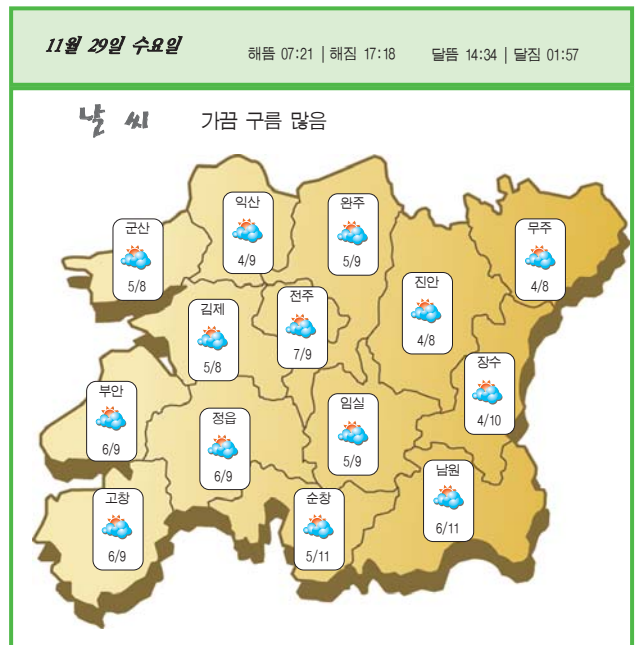 11월 29일 수요일
해뜸 07:21 | 해짐 17:18 달뜸 14:34 | 달짐 01:57
날 씨 가끔 구름 많음
익산
4/9
완주
5/9
군산
5/8
무주
4/8
진안
4/8
전주
7/9
김제
5/8
장수
4/10
부안
6/9
정읍
6/9
임실
5/9
남원
6/11
고창
6/9
순창
5/11